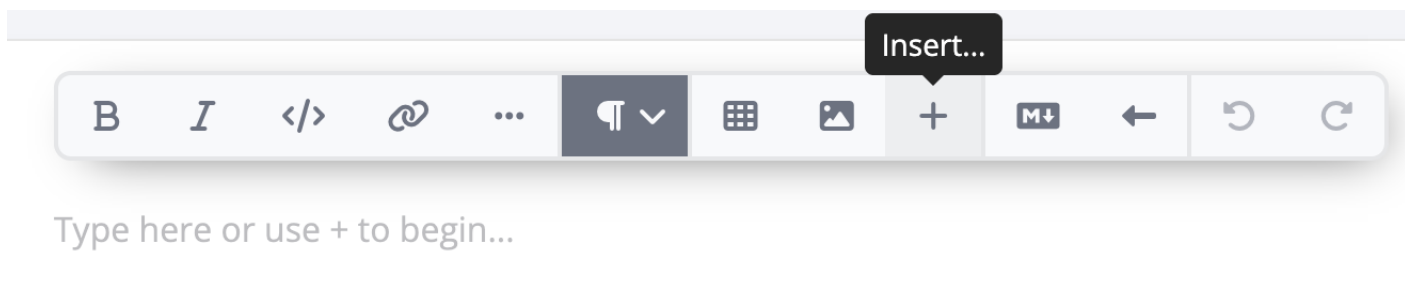 Insert...
B I </> ... ¶ + M
Type here or use + to begin...